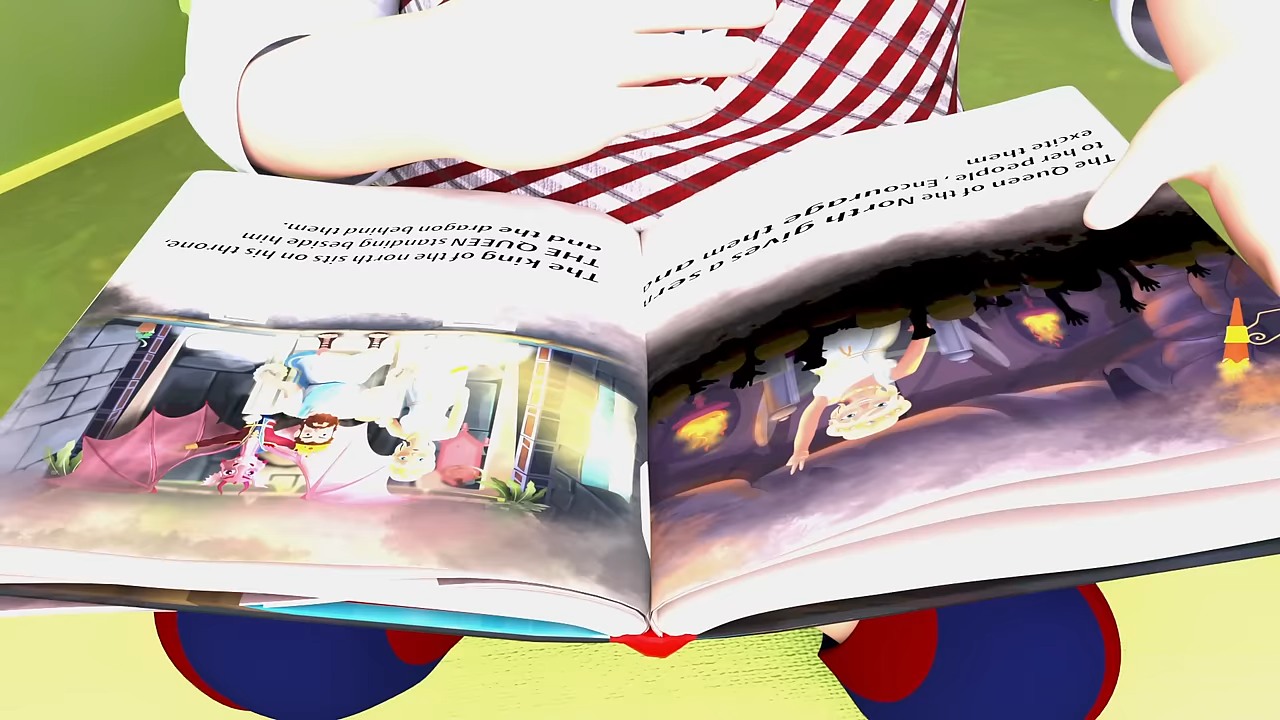 The king of the north sits on his throne.
THE QUEEN standing beside him
and the dragon behind them.
The Queen of the North gives a serm
to her people, Encourage them and
excite them